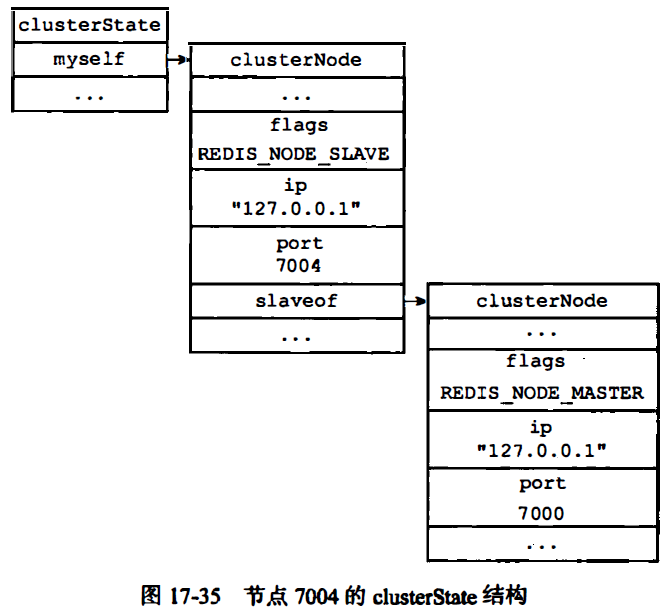 clusterState
myself
...
clusterNode
...
flags
REDIS_NODE_SLAVE
ip
"127.0.0.1"
port
7004
slaveof
...
clusterNode
...
flags
REDIS_NODE_MASTER
ip
"127.0.0.1"
port
7000
...
图 17-35 节点 7004 的 clusterState 结构